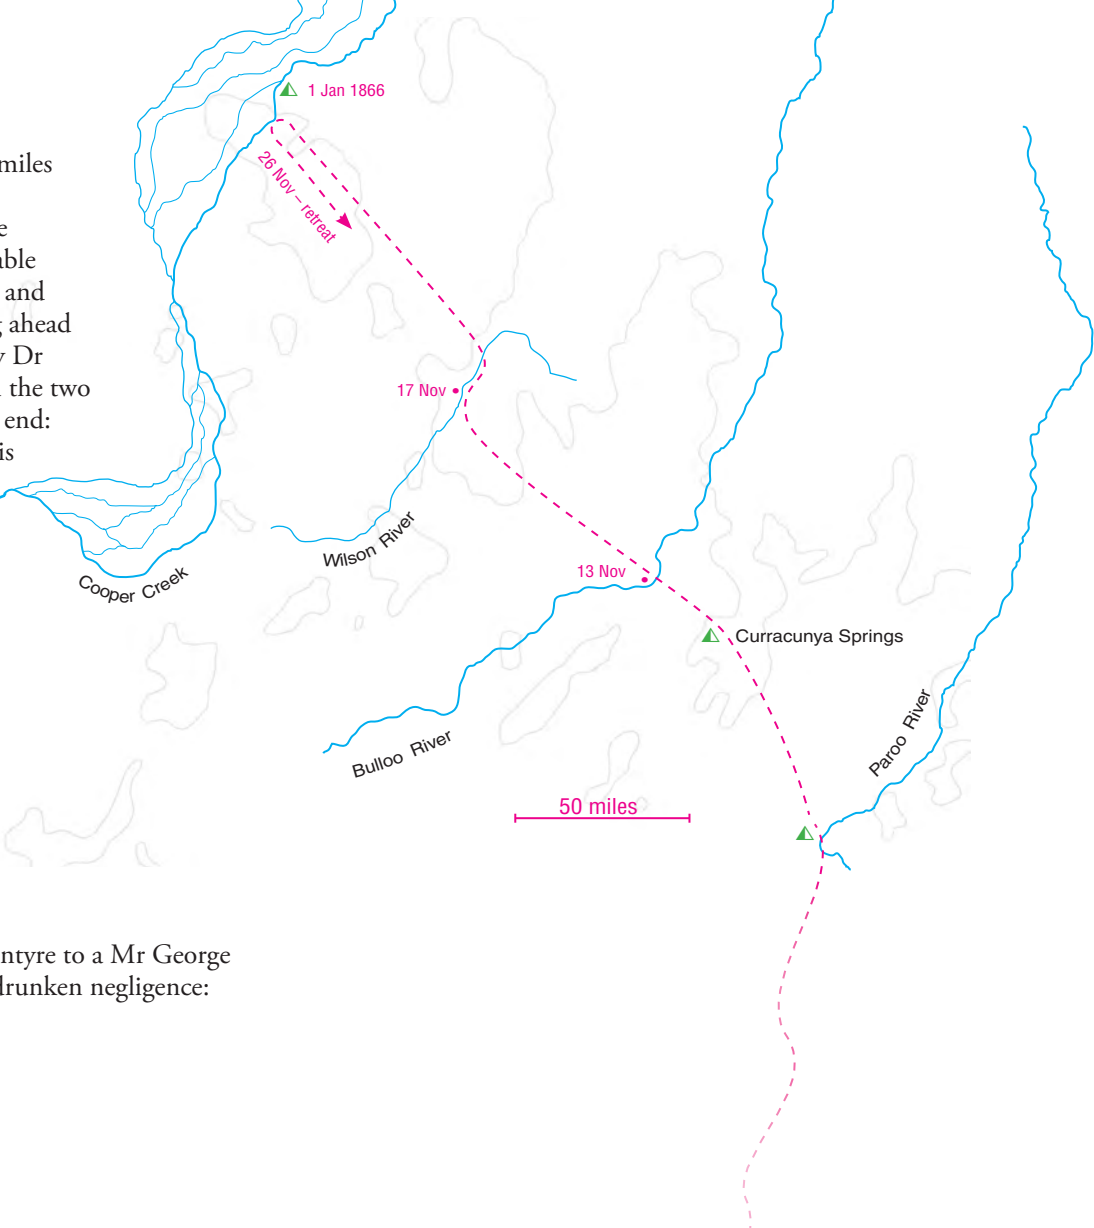 1 Jan 1866
miles
26 Nov – retreat
e
able
and
g ahead
y Dr
the two
end:
is
17 Nov
Wilson River
13 Nov
Cooper Creek
Curracunya Springs
Paroo River
Bulloo River
50 miles
ntyre to a Mr George
drunken negligence: